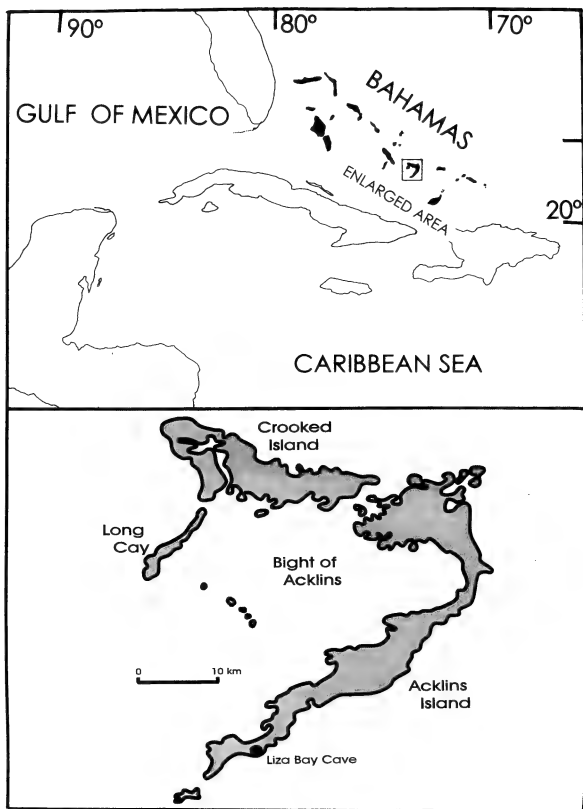 90°
80°
70°
GULF OF MEXICO
BAHAMAS
ENLARGED AREA
20°
CARIBBEAN SEA
Crooked
Island
Long
Cay
Bight of
Acklins
0 10 km
Acklins
Island
Liza Bay Cave